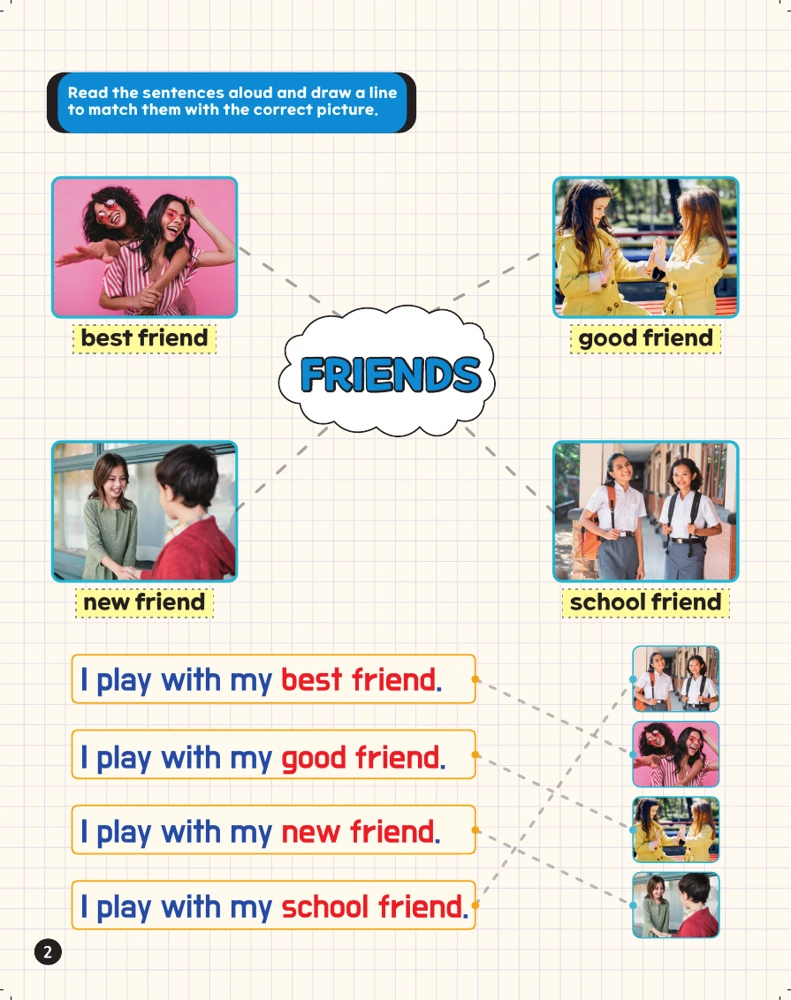 Read the sentences aloud and draw a line
to match them with the correct picture.
best friend
good friend
FRIENDS
new friend
school friend
I play with my best friend.
I play with my good friend.
I play with my new friend.
I play with my school friend.
2